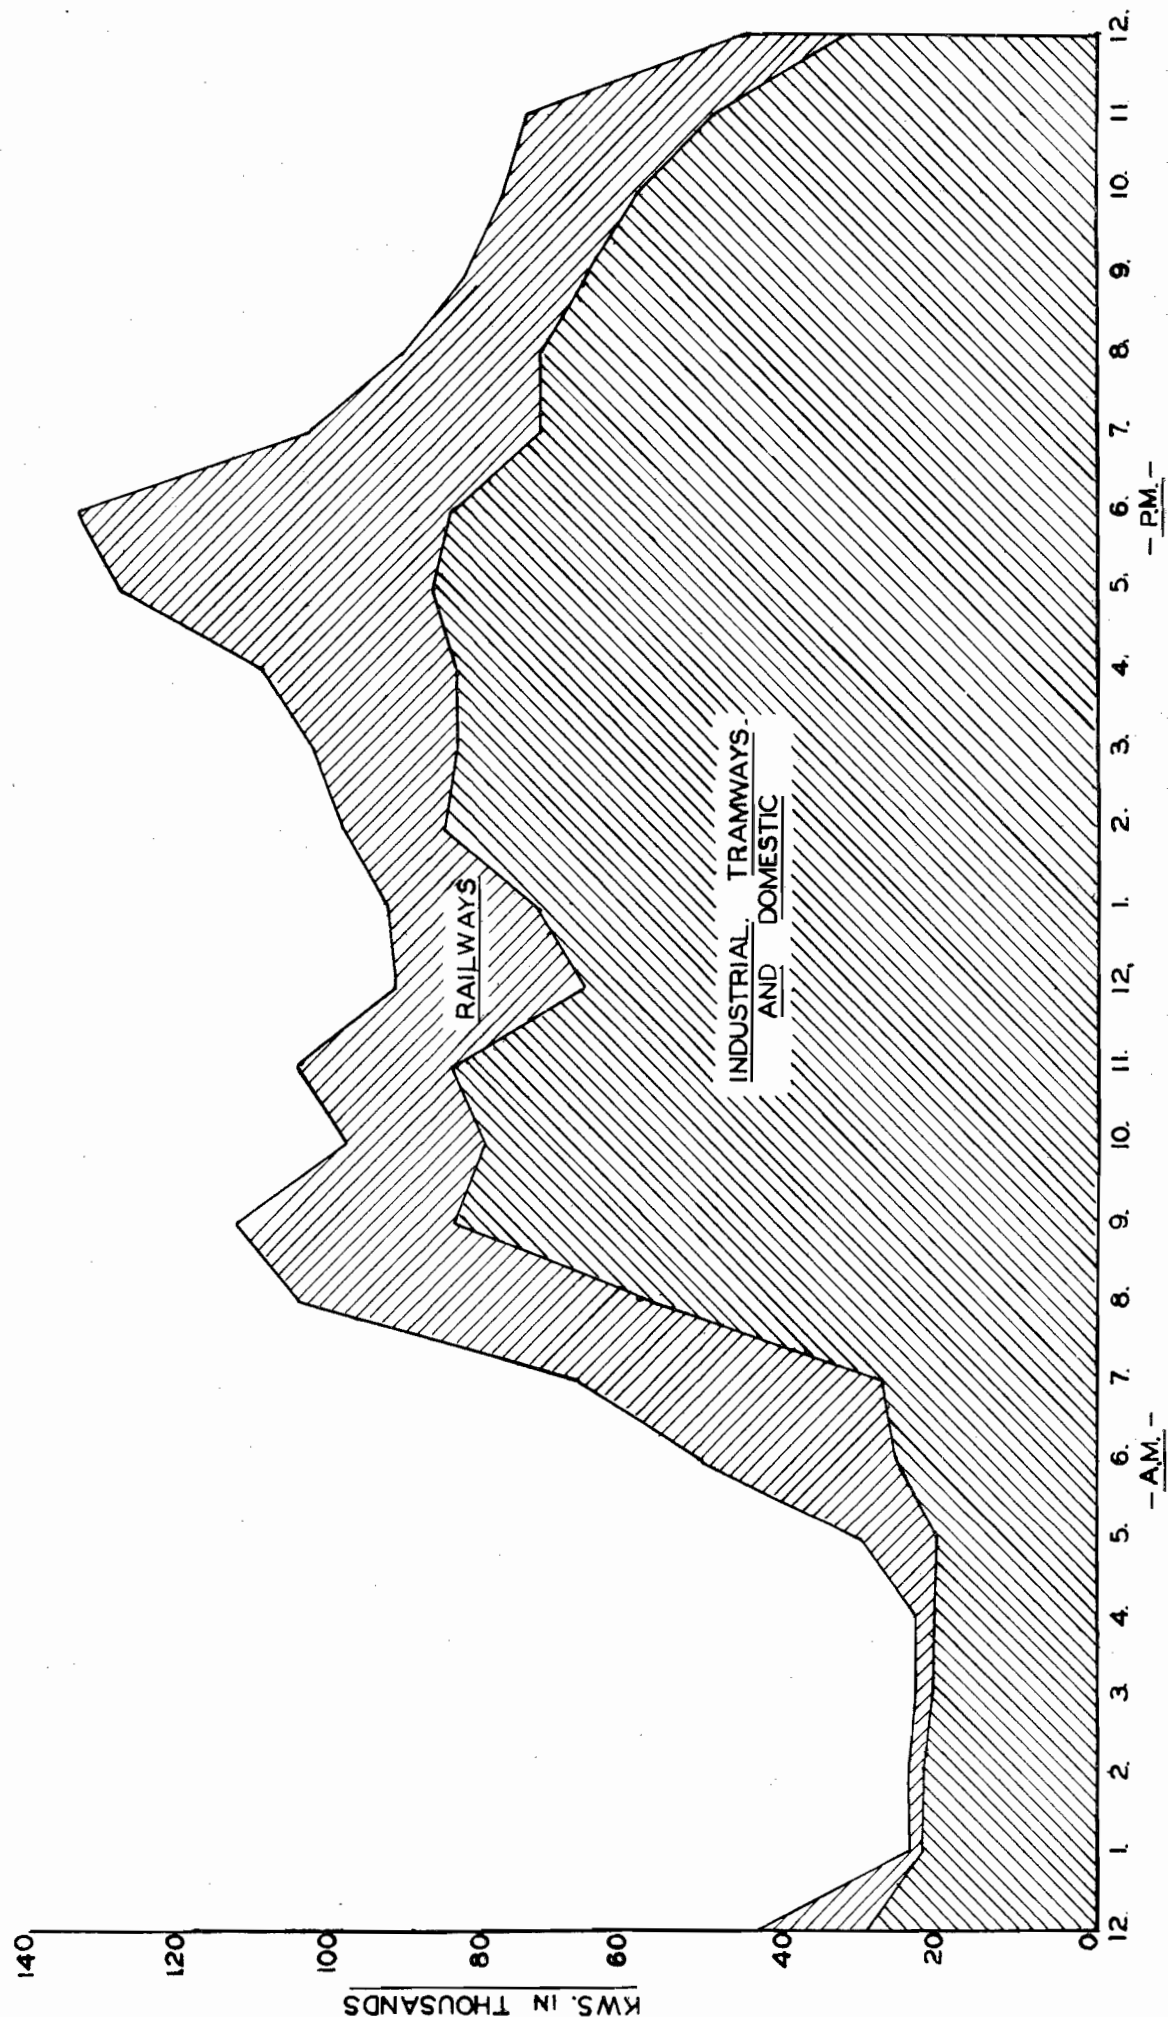 140
120
100
80
60
40
20
0
KWS. IN THOUSANDS
RAILWAYS
INDUSTRIAL. TRAMWAYS.
AND DOMESTIC
12. 1. 2. 3. 4. 5. 6. 7. 8. 9. 10. 11. 12. 1. 2. 3. 4. 5. 6. 7. 8. 9. 10. 11. 12.
— A.M. — — P.M. —